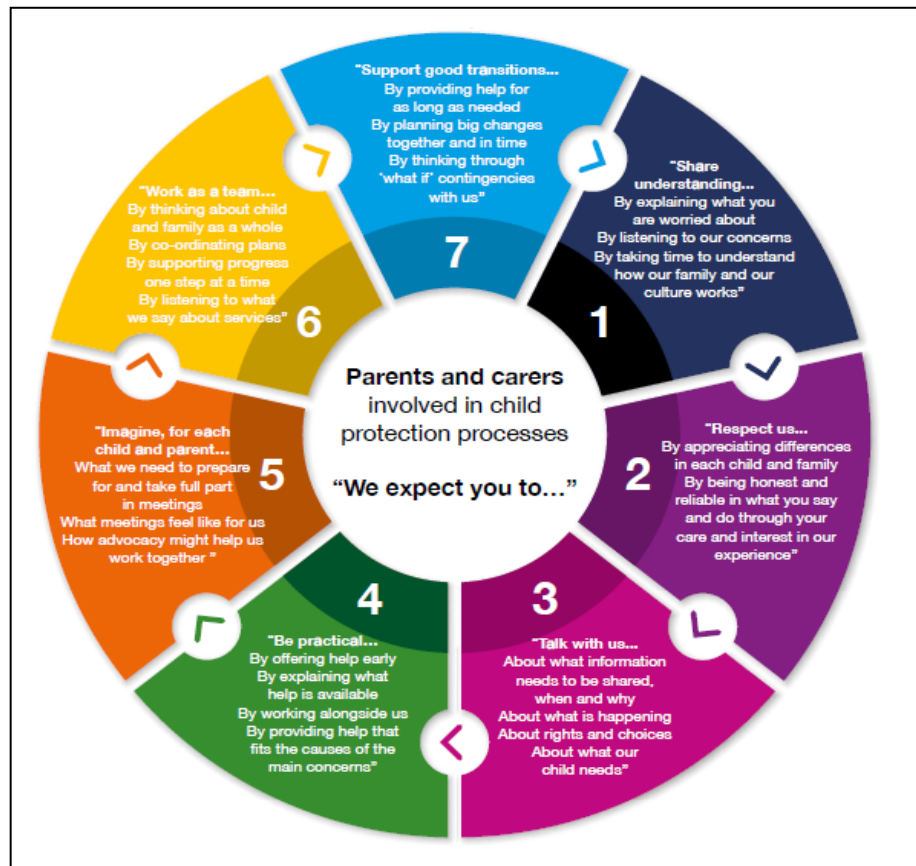 Parents and carers
involved in child
protection processes
“We expect you to...”
1
"Share
understanding...
By explaining what you
are worried about
By listening to our concerns
By taking time to understand
how our family and our
culture works”
2
"Respect us...
By appreciating differences
in each child and family
By being honest and
reliable in what you say
and do through your
care and interest in our
experience”
3
"Talk with us...
About what information
needs to be shared,
when and why
About what is happening
About rights and choices
About what our
child needs”
4
"Be practical...
By offering help early
By explaining what
help is available
By working alongside us
By providing help that
fits the causes of the
main concerns”
5
"Imagine, for each
child and parent...
What we need to prepare
for and take full part
in meetings
What meetings feel like for us
How advocacy might help us
work together ”
6
"Work as a team...
By thinking about child
and family as a whole
By co-ordinating plans
By supporting progress
one step at a time
By listening to what
we say about services”
7
"Support good transitions...
By providing help for
as long as needed
By planning big changes
together and in time
By thinking through
‘what if’ contingencies
with us”